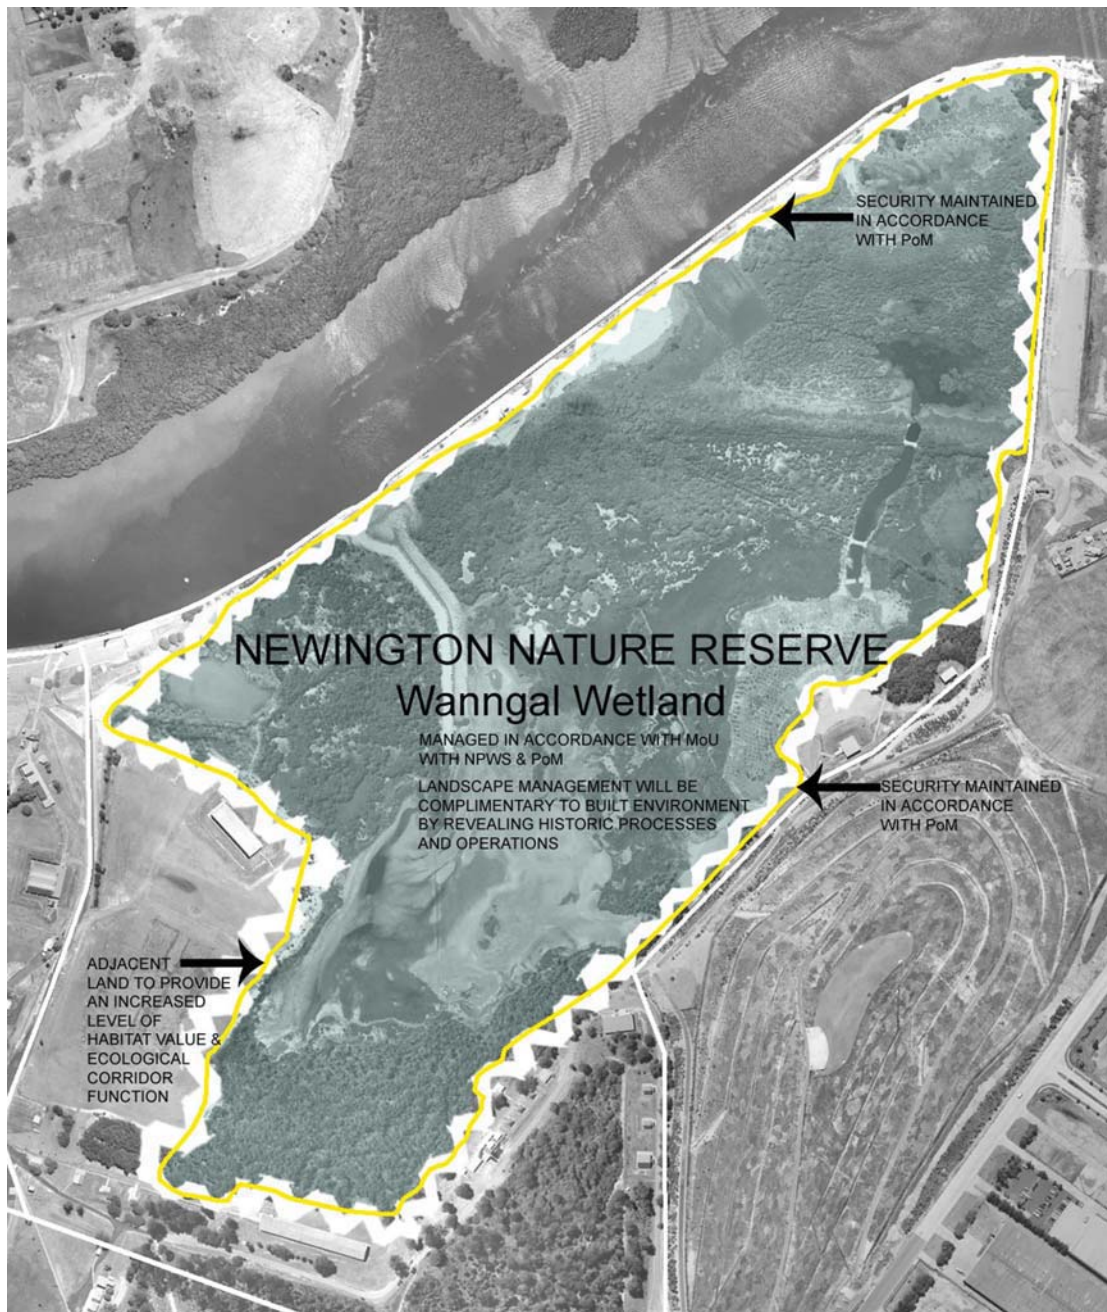 SECURITY MAINTAINED
IN ACCORDANCE
WITH PoM
NEWINGTON NATURE RESERVE
Wanngal Wetland
MANAGED IN ACCORDANCE WITH MoU
WITH NPWS & PoM
LANDSCAPE MANAGEMENT WILL BE
COMPLIMENTARY TO BUILT ENVIRONMENT
BY REVEALING HISTORIC PROCESSES
AND OPERATIONS
SECURITY MAINTAINED
IN ACCORDANCE
WITH PoM
ADJACENT
LAND TO PROVIDE
AN INCREASED
LEVEL OF
HABITAT VALUE &
ECOLOGICAL
CORRIDOR
FUNCTION